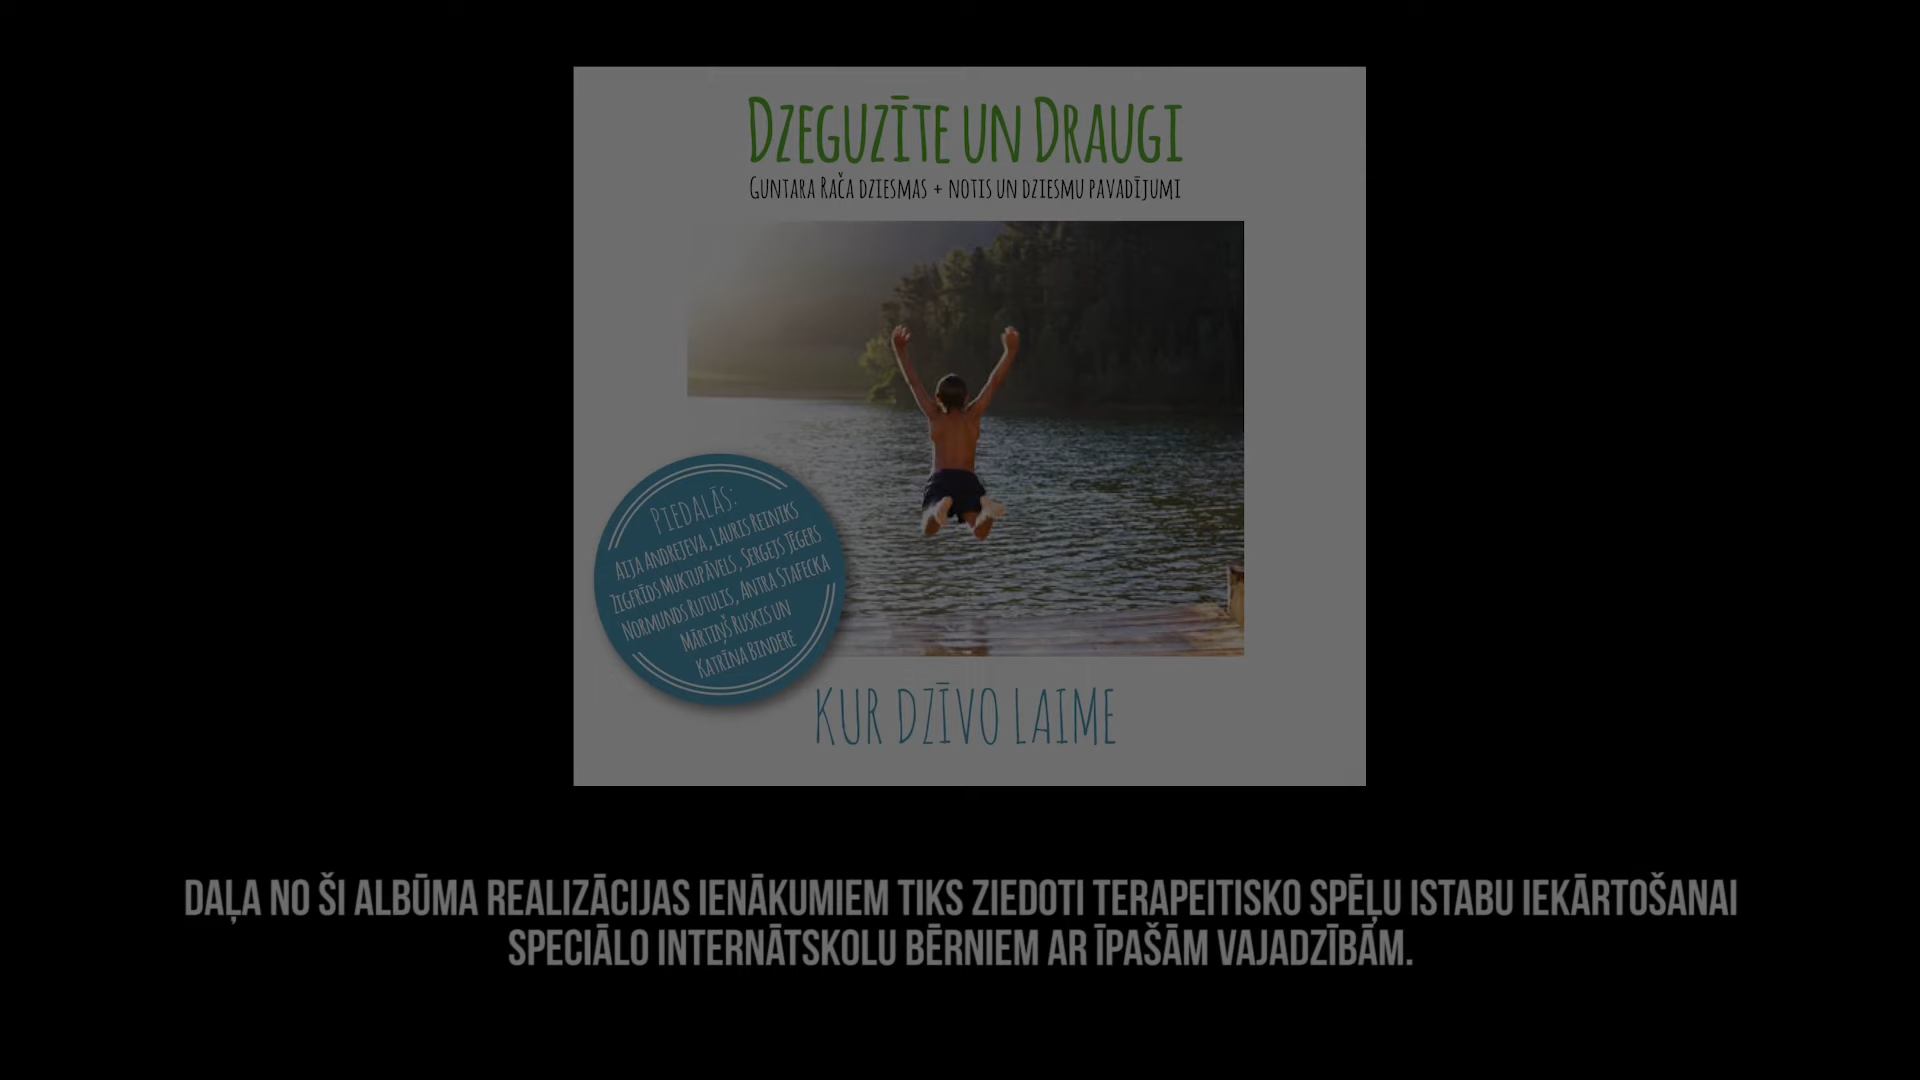 DZEGUZĪTE UN DRAUGI
GUNTARA RAČA DZIESMAS + NOTIS UN DZIESMU PAVADĪJUMI
PIEDALĀS:
AIJA ANDREJEVA, LAURIS REINIKS
ZIGFRĪDS MUKTUPĀVELS, SERGEJS JĒGERS
NORMUNDS RUTULIS, ANTRA STAFECKA
MĀRTIŅŠ RUSKIS UN
KATRĪNA BINDERE
KUR DZĪVO LAIME
DAĻA NO ŠI ALBŪMA REALIZĀCIJAS IENĀKUMIEM TIKS ZIEDOTI TERAPEITISKO SPĒĻU ISTABU IEKĀRTOŠANAI
SPECIĀLO INTERNĀTSKOLU BĒRNIEM AR ĪPAŠĀM VAJADZĪBĀM.